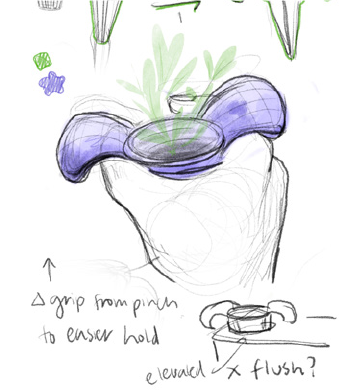 Δ grip from pinch
to easier hold
elevated x flush?